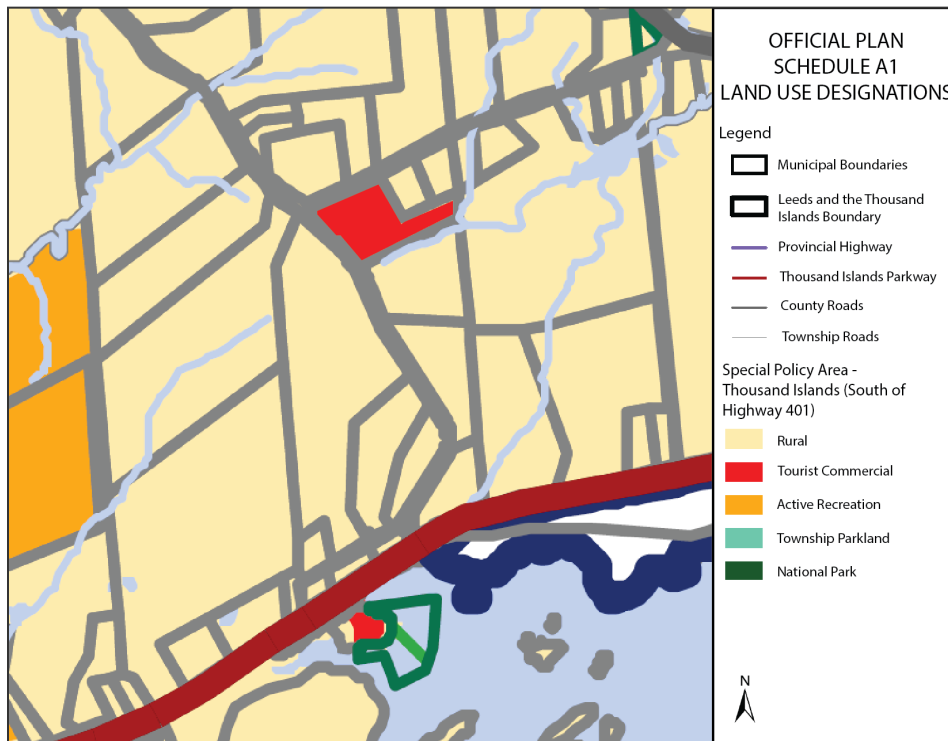 OFFICIAL PLAN
SCHEDULE A1
LAND USE DESIGNATIONS
Legend
Municipal Boundaries
Leeds and the Thousand
Islands Boundary
Provincial Highway
Thousand Islands Parkway
County Roads
Township Roads
Special Policy Area -
Thousand Islands (South of
Highway 401)
Rural
Tourist Commercial
Active Recreation
Township Parkland
National Park
N